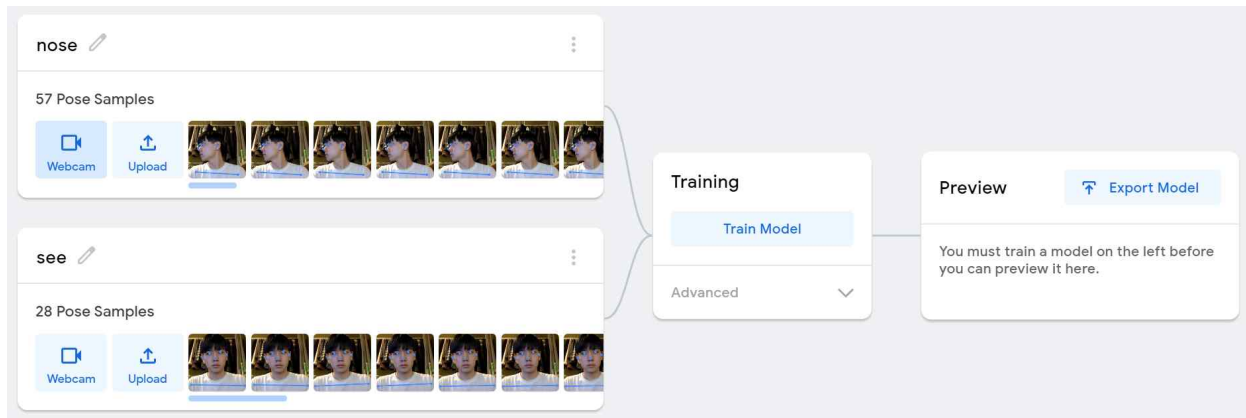 nose
57 Pose Samples
Webcam
Upload
see
28 Pose Samples
Webcam
Upload
Training
Train Model
Advanced
Preview
Export Model
You must train a model on the left before
you can preview it here.